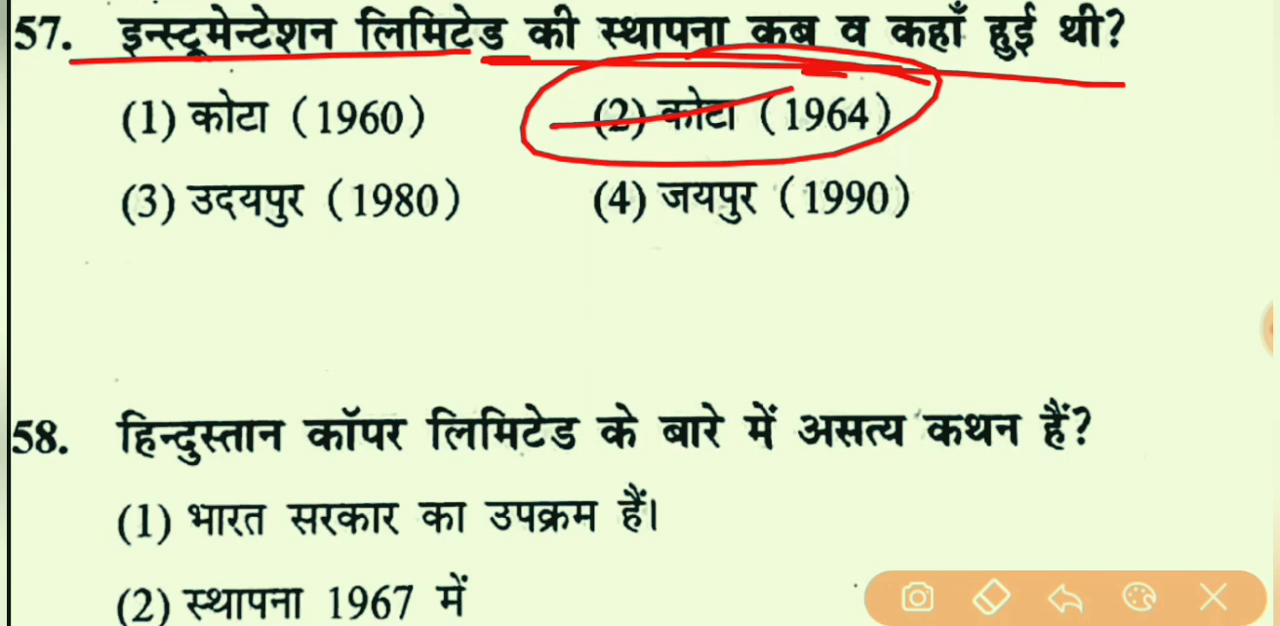 57. इन्स्ट्रूमेन्टेशन लिमिटेड की स्थापना कब व कहाँ हुई थी?
(1) कोटा (1960) (2) कोटा (1964)
(3) उदयपुर (1980) (4) जयपुर (1990)
58. हिन्दुस्तान कॉपर लिमिटेड के बारे में असत्य कथन हैं?
(1) भारत सरकार का उपक्रम हैं।
(2) स्थापना 1967 में